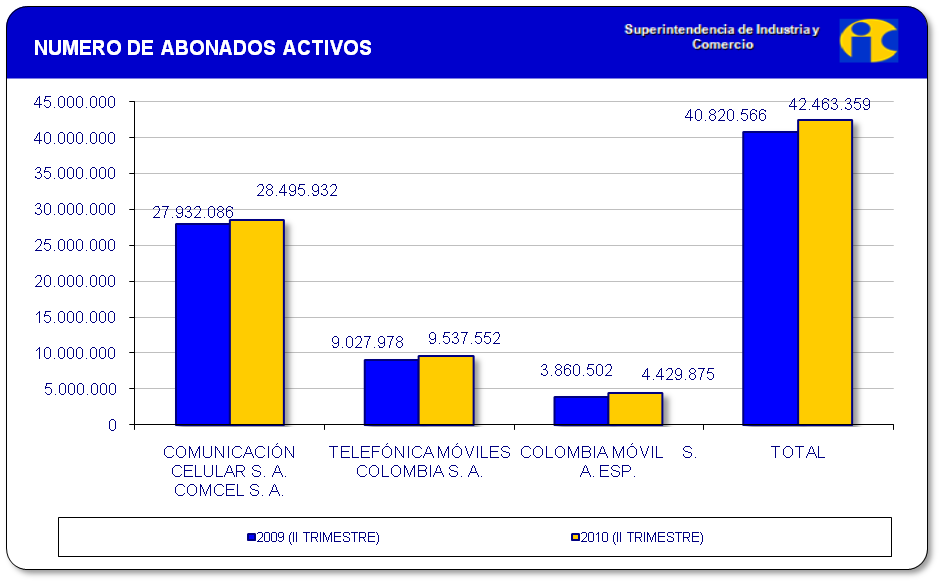 NUMERO DE ABONADOS ACTIVOS
Superintendencia de Industria y
Comercio
ic
45.000.000
40.000.000
35.000.000
30.000.000
25.000.000
20.000.000
15.000.000
10.000.000
5.000.000
0
27.932.086
28.495.932
9.027.978
9.537.552
3.860.502
4.429.875
40.820.566
42.463.359
COMUNICACIÓN
CELULAR S. A.
COMCEL S. A.
TELEFÓNICA MÓVILES
COLOMBIA S. A.
COLOMBIA MÓVIL S.
A. ESP.
TOTAL
2009 (II TRIMESTRE)
2010 (II TRIMESTRE)